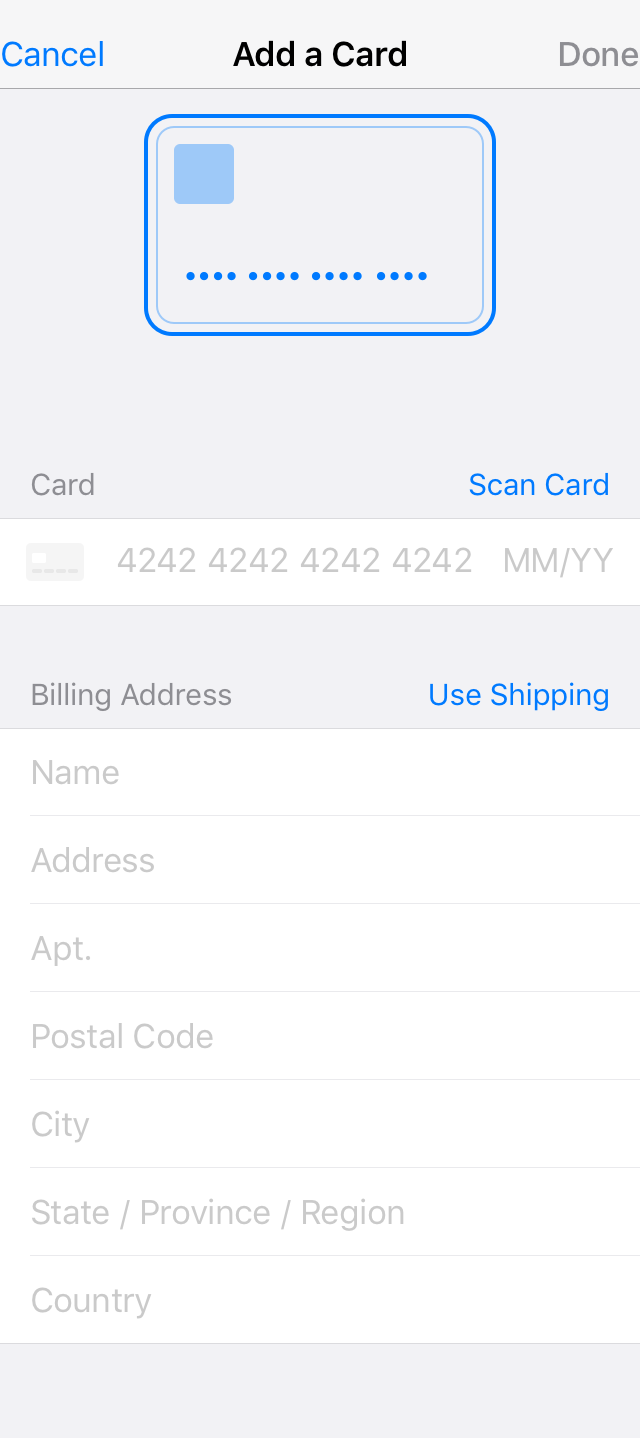 Cancel Add a Card Done
•••• •••• •••• ••••
Card Scan Card
4242 4242 4242 4242 MM/YY
Billing Address Use Shipping
Name
Address
Apt.
Postal Code
City
State / Province / Region
Country